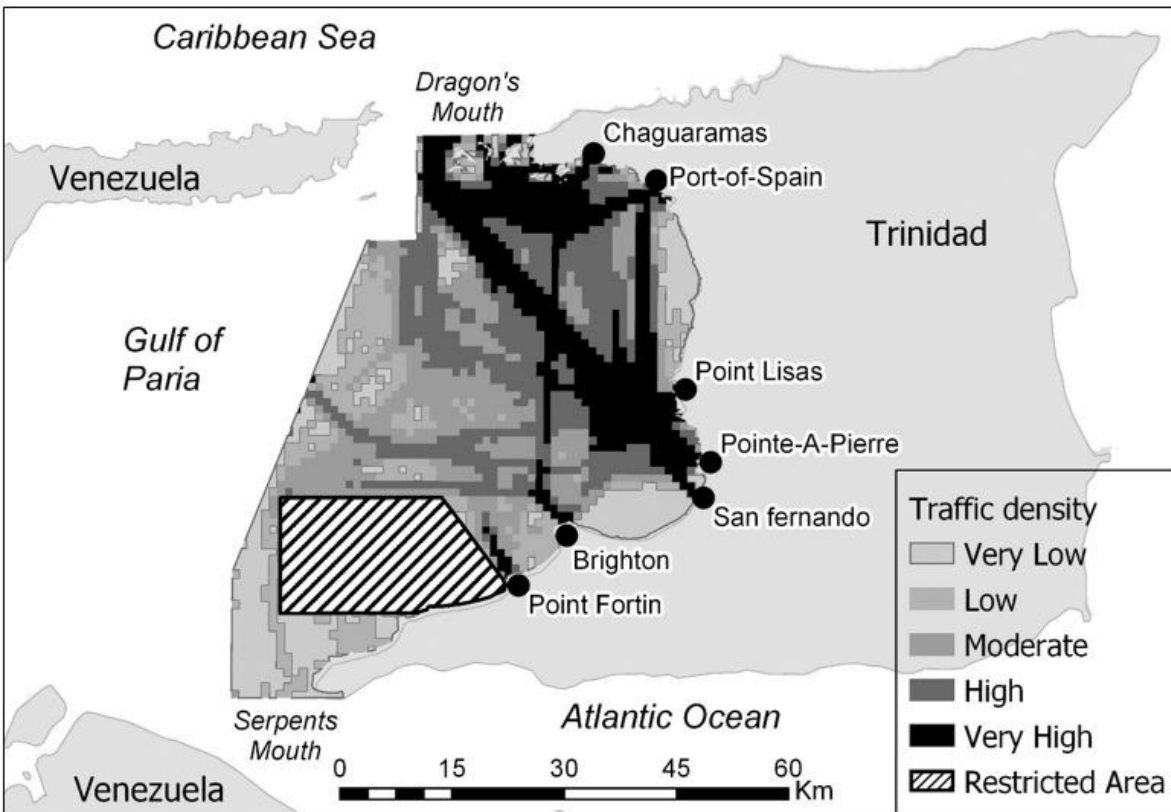 Caribbean Sea
Dragon's
Mouth
Chaguaramas
Venezuela
Port-of-Spain
Trinidad
Gulf of
Paria
Point Lisas
Pointe-A-Pierre
San fernando
Brighton
Point Fortin
Traffic density
Very Low
Low
Moderate
High
Very High
Restricted Area
Serpents
Mouth
Atlantic Ocean
Venezuela
0 15 30 45 60
Km